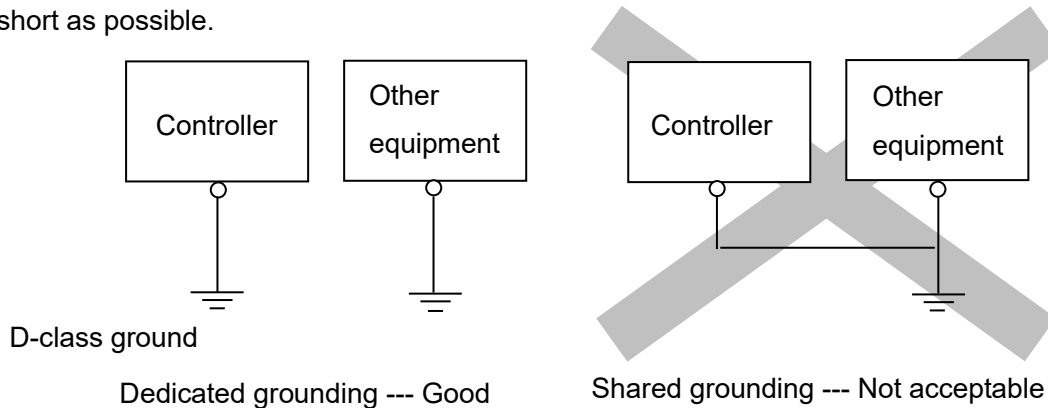 short as possible.
Controller
Other
equipment
Controller
Other
equipment
D-class ground
Dedicated grounding --- Good
Shared grounding --- Not acceptable